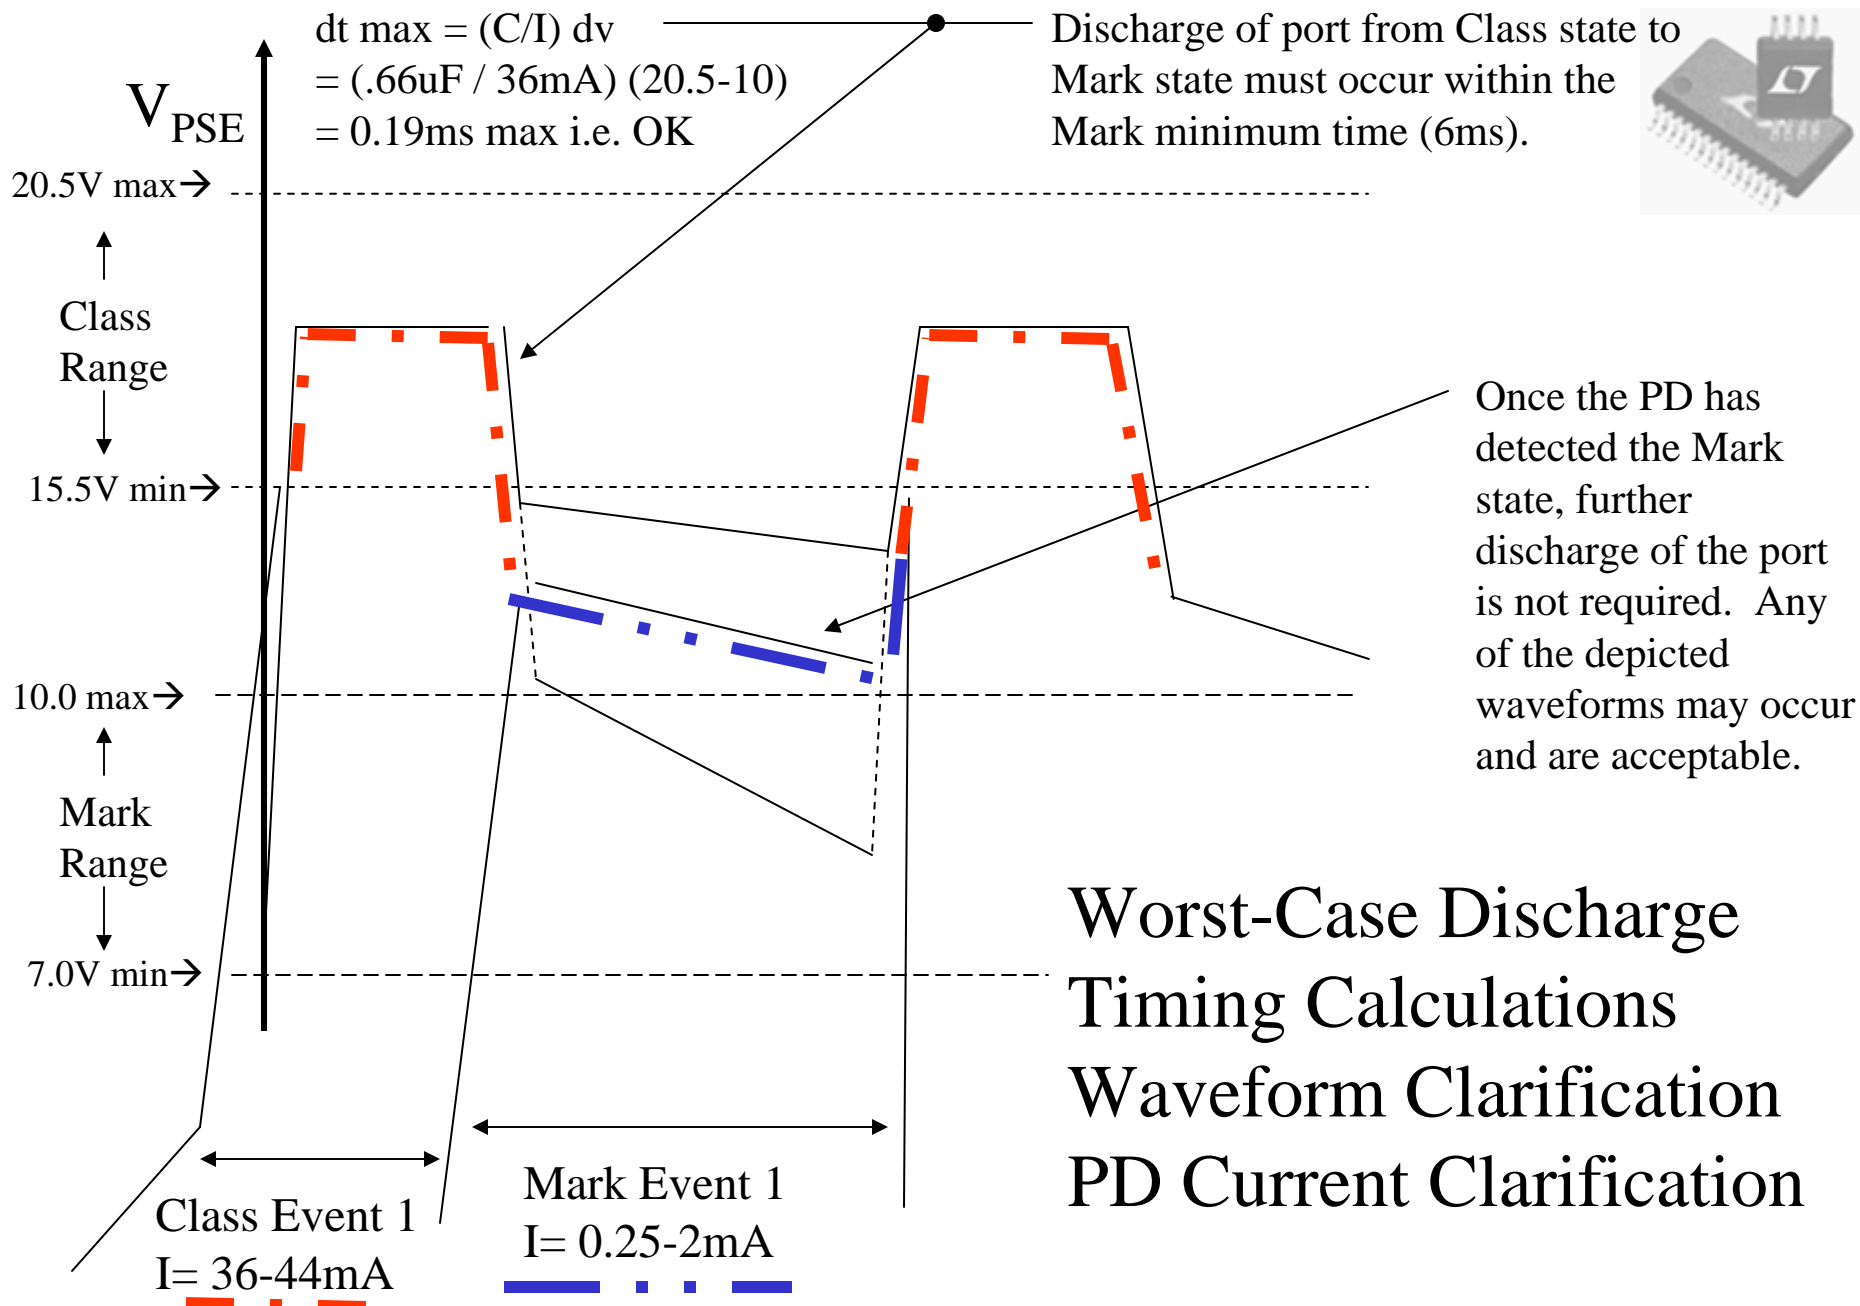 dt max = (C/I) dv
= (.66uF / 36mA) (20.5-10)
= 0.19ms max i.e. OK
Discharge of port from Class state to
Mark state must occur within the
Mark minimum time (6ms).
VPSE
20.5V max→
Class
Range
15.5V min→
10.0 max→
Mark
Range
7.0V min→
Once the PD has
detected the Mark
state, further
discharge of the port
is not required.  Any
of the depicted
waveforms may occur
and are acceptable.
Worst-Case Discharge
Timing Calculations
Waveform Clarification
PD Current Clarification
Class Event 1
I= 36-44mA
Mark Event 1
I= 0.25-2mA